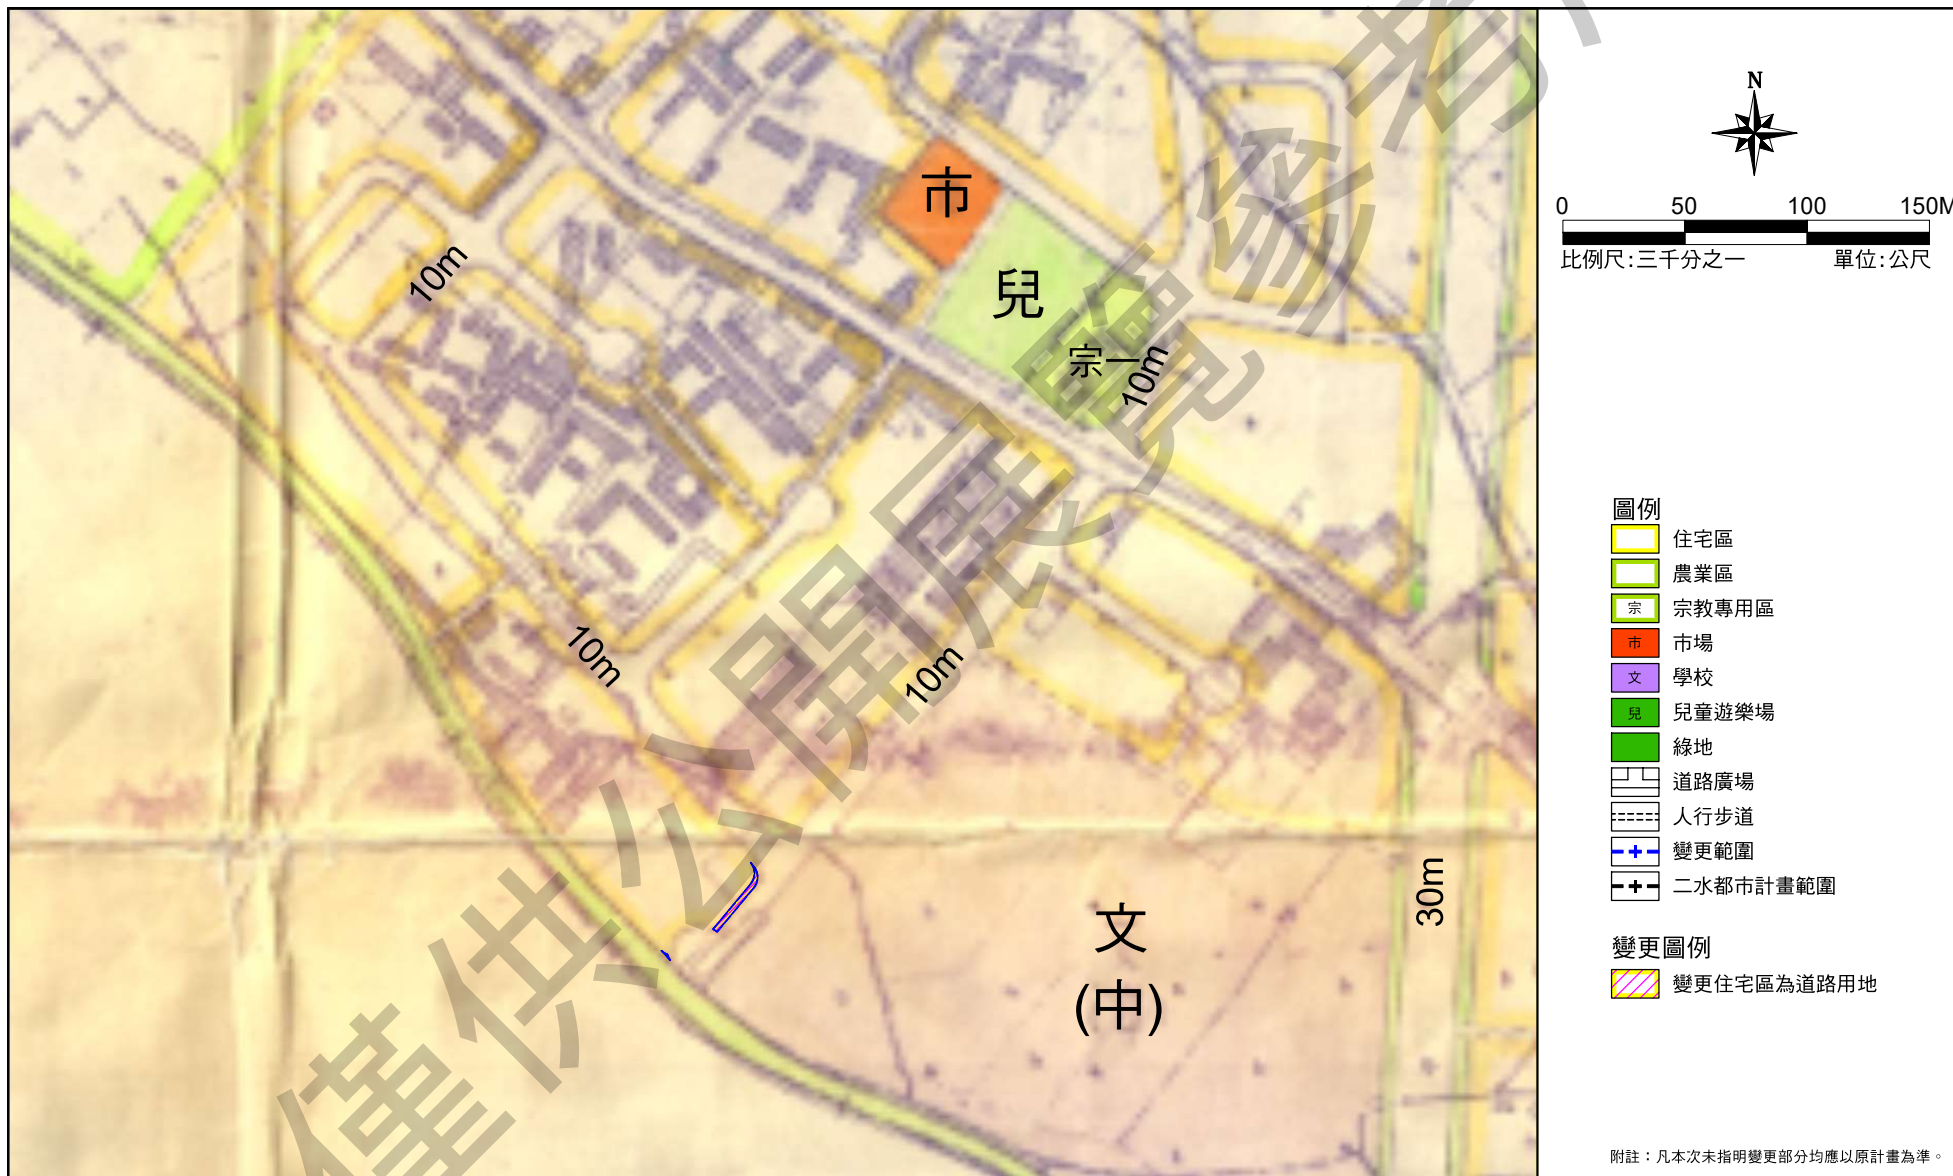 市
兒
宗一
10m
10m
10m
10m
30m
文
(中)
僅供公開展覽參考
N
0 50 100 150M
比例尺:三千分之一 單位:公尺
圖例
住宅區
農業區
宗 宗教專用區
市 市場
文 學校
兒 兒童遊樂場
綠地
道路廣場
人行步道
變更範圍
二水都市計畫範圍
變更圖例
變更住宅區為道路用地
附註：凡本次未指明變更部分均應以原計畫為準。